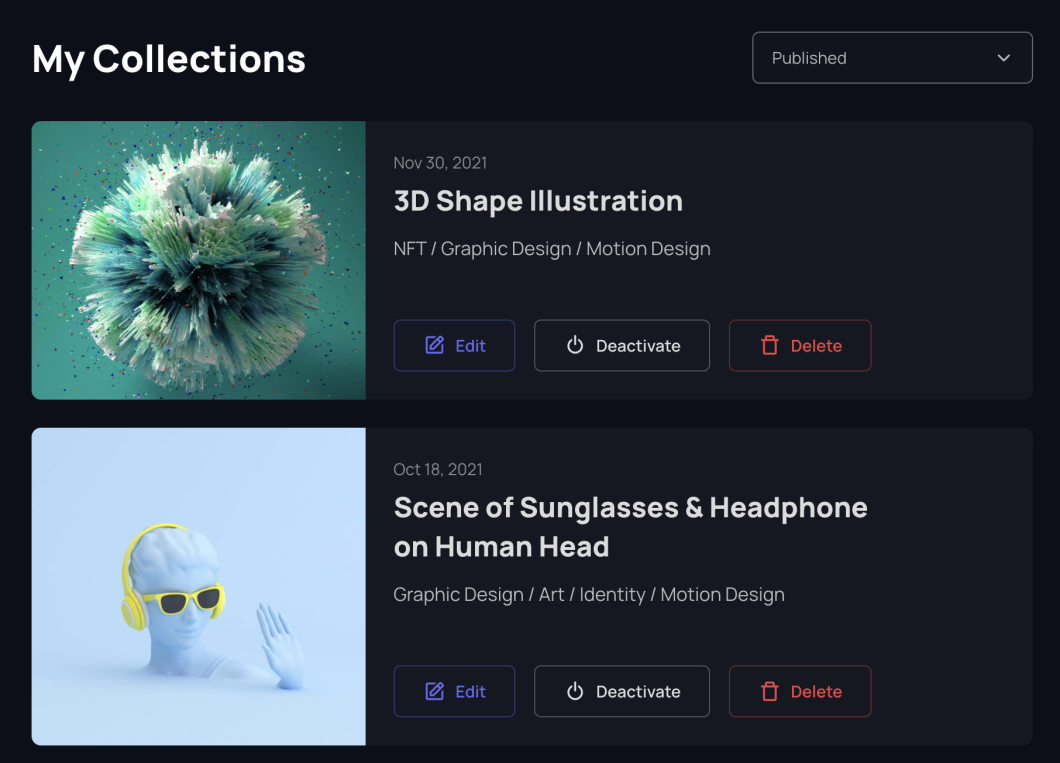 My Collections
Published
Nov 30, 2021
3D Shape Illustration
NFT / Graphic Design / Motion Design
Edit
Deactivate
Delete
Oct 18, 2021
Scene of Sunglasses & Headphone
on Human Head
Graphic Design / Art / Identity / Motion Design
Edit
Deactivate
Delete